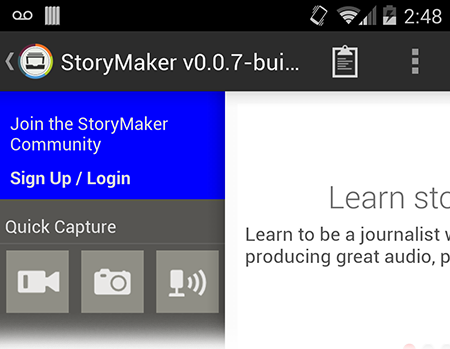 2:48
StoryMaker v0.0.7-bui...
Join the StoryMaker
Community
Sign Up / Login
Quick Capture
Learn
Learn to be a journalist
producing great audio,